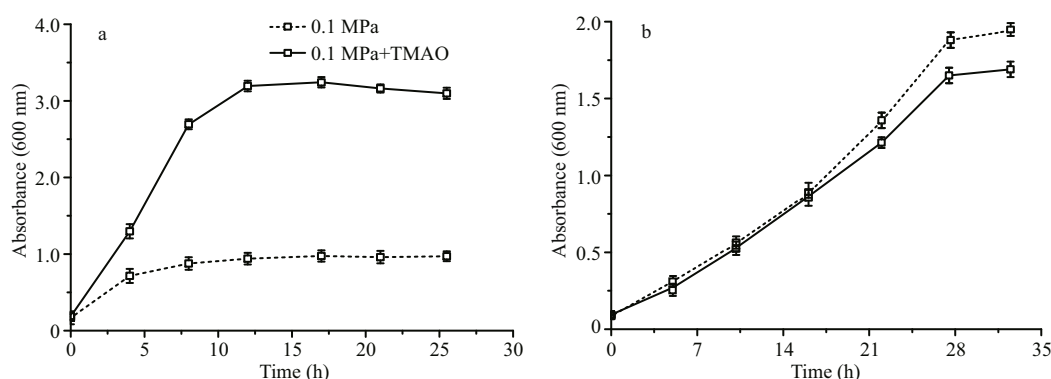 a
0.1 MPa
0.1 MPa+TMAO
Absorbance (600 nm)
4.0
3.0
2.0
1.0
0
0 5 10 15 20 25 30
Time (h)
b
Absorbance (600 nm)
2.0
1.5
1.0
0.5
0
0 7 14 21 28 35
Time (h)